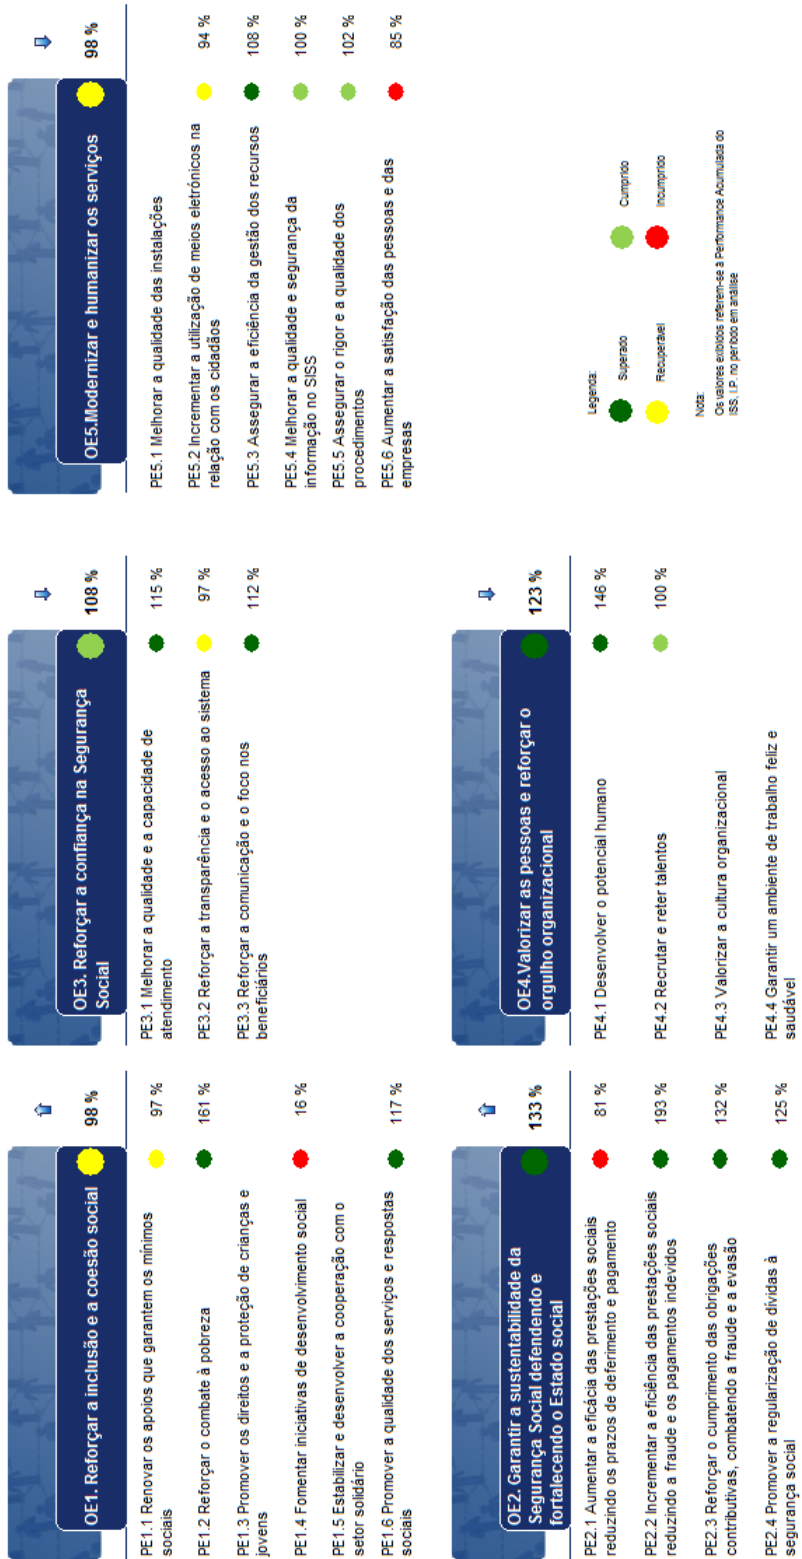 OE1. Reforçar a inclusão e a coesão social
98 %
PE1.1 Renovar os apoios que garantem os mínimos
sociais
97 %
PE1.2 Reforçar o combate à pobreza
161 %
PE1.3 Promover os direitos e a proteção de crianças e
jovens
PE1.4 Fomentar iniciativas de desenvolvimento social
16 %
PE1.5 Estabilizar e desenvolver a cooperação com o
setor solidário
PE1.6 Promover a qualidade dos serviços e respostas
sociais
117 %
OE3. Reforçar a confiança na Segurança
Social
108 %
PE3.1 Melhorar a qualidade e a capacidade de
atendimento
115 %
PE3.2 Reforçar a transparência e o acesso ao sistema
97 %
PE3.3 Reforçar a comunicação e o foco nos
beneficiários
112 %
OE5.Modernizar e humanizar os serviços
98 %
PE5.1 Melhorar a qualidade das instalações
PE5.2 Incrementar a utilização de meios eletrónicos na
relação com os cidadãos
94 %
PE5.3 Assegurar a eficiência da gestão dos recursos
108 %
PE5.4 Melhorar a qualidade e segurança da
informação no SISS
100 %
PE5.5 Assegurar o rigor e a qualidade dos
procedimentos
102 %
PE5.6 Aumentar a satisfação das pessoas e das
empresas
85 %
OE2. Garantir a sustentabilidade da
Segurança Social defendendo e
fortalecendo o Estado social
133 %
PE2.1 Aumentar a eficácia das prestações sociais
reduzindo os prazos de deferimento e pagamento
81 %
PE2.2 Incrementar a eficiência das prestações sociais
reduzindo a fraude e os pagamentos indevidos
193 %
PE2.3 Reforçar o cumprimento das obrigações
contributivas, combatendo a fraude e a evasão
132 %
PE2.4 Promover a regularização de dívidas à
segurança social
125 %
OE4.Valorizar as pessoas e reforçar o
orgulho organizacional
123 %
PE4.1 Desenvolver o potencial humano
146 %
PE4.2 Recrutar e reter talentos
100 %
PE4.3 Valorizar a cultura organizacional
PE4.4 Garantir um ambiente de trabalho feliz e
saudável
Legenda:
Superado
Cumprido
Recuperável
Incumprido
Nota:
Os valores exibidos referem-se à Performance Acumulada do
ISS, I.P. no período em análise